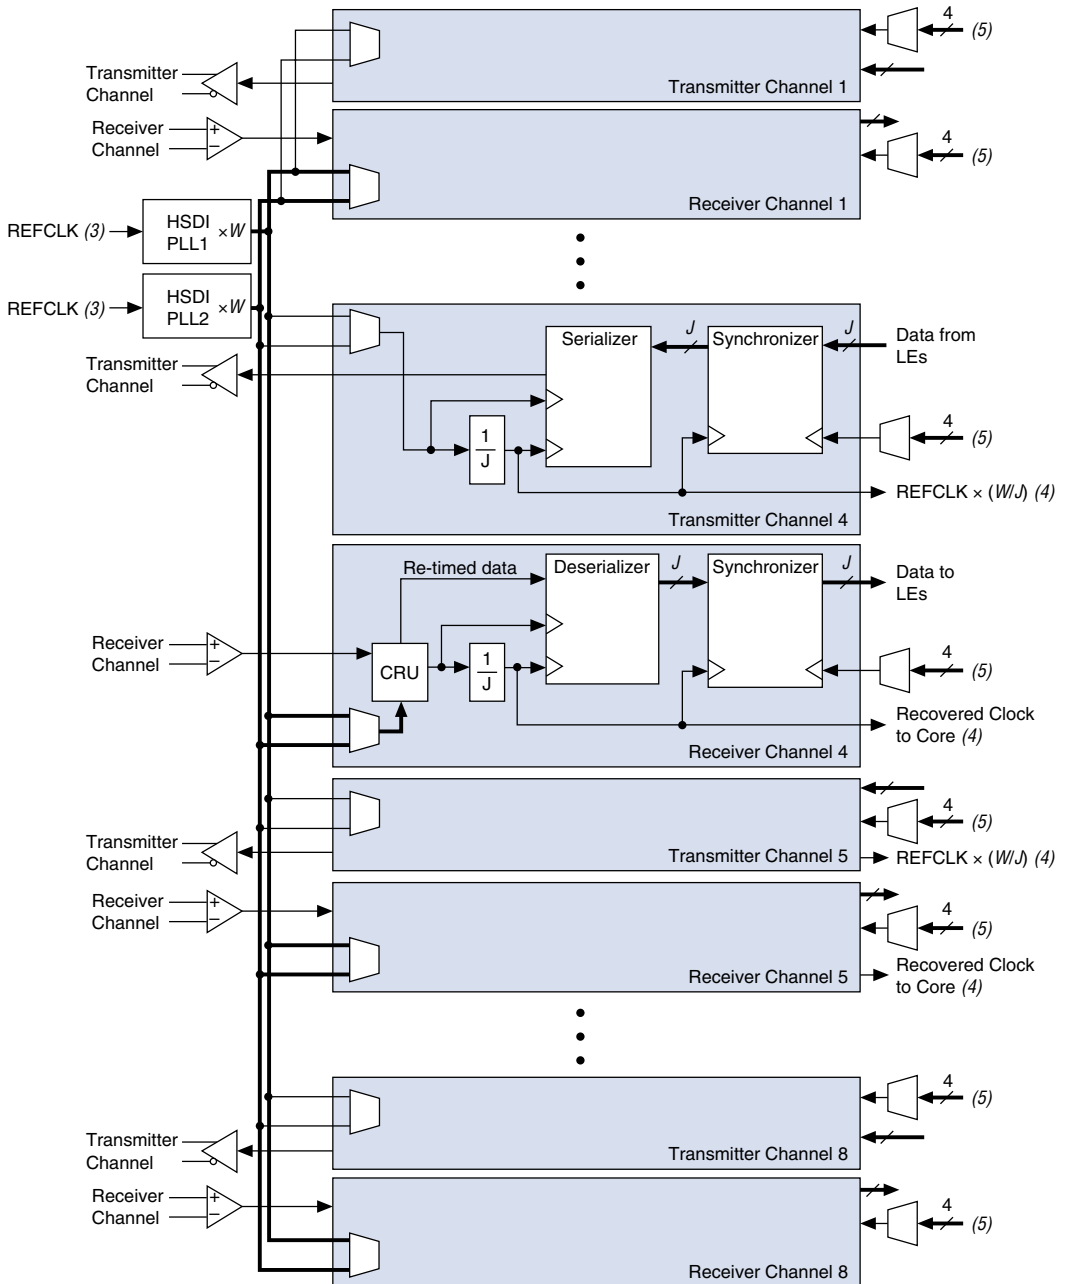 4
(5)
Transmitter
Channel
Transmitter Channel 1
Receiver
Channel
+
−
4
(5)
Receiver Channel 1
REFCLK (3)
HSDI
PLL1
×W
REFCLK (3)
HSDI
PLL2
×W
Transmitter
Channel
Serializer
J
Synchronizer
J
Data from
LEs
1
J
4
(5)
REFCLK × (W/J) (4)
Transmitter Channel 4
Re-timed data
Deserializer
J
Synchronizer
J
Data to
LEs
Receiver
Channel
+
−
CRU
1
J
4
(5)
Recovered Clock
to Core (4)
Receiver Channel 4
4
(5)
Transmitter
Channel
Transmitter Channel 5
REFCLK × (W/J) (4)
Receiver
Channel
+
−
4
(5)
Receiver Channel 5
Recovered Clock
to Core (4)
4
(5)
Transmitter
Channel
Transmitter Channel 8
Receiver
Channel
+
−
4
(5)
Receiver Channel 8